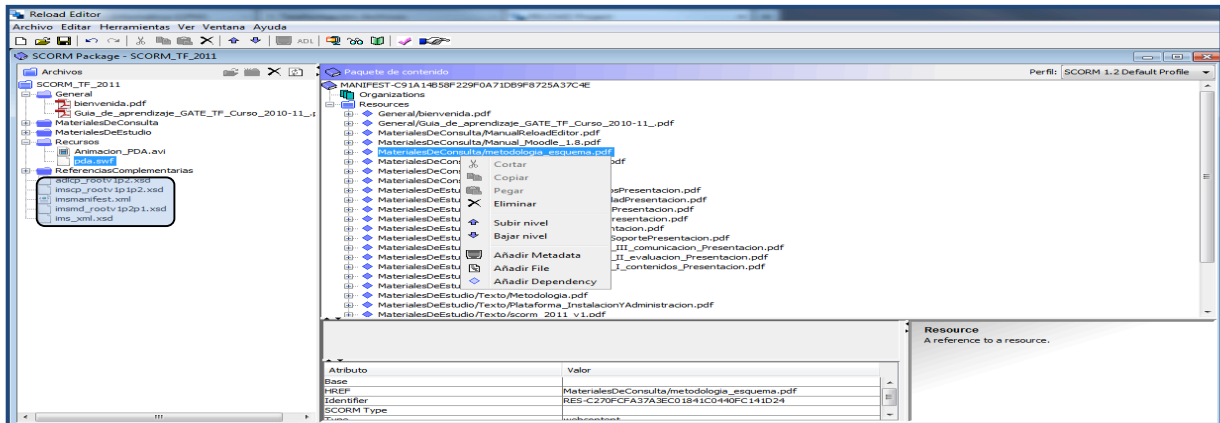 Reload Editor
Archivo Editar Herramientas Ver Ventana Ayuda
ADL
SCORM Package - SCORM_TF_2011
Archivos
SCORM_TF_2011
General
bienvenida.pdf
Guia_de_aprendizaje_GATE_TF_Curso_2010-11_.p
MaterialesDeConsulta
MaterialesDeEstudio
Recursos
Animacion_PDA.avi
pda.swf
ReferenciasComplementarias
adlcp_rootv1p2.xsd
imscp_rootv1p1p2.xsd
imsmanifest.xml
imsmd_rootv1p2p1.xsd
ims_xml.xsd
Paquete de contenido
Perfil: SCORM 1.2 Default Profile
MANIFEST-C91A14B58F229F0A71DB9F8725A37C4E
Organizations
Resources
General/bienvenida.pdf
General/Guia_de_aprendizaje_GATE_TF_Curso_2010-11_.pdf
MaterialesDeConsulta/ManualReloadEditor.pdf
MaterialesDeConsulta/Manual_Moodle_1.8.pdf
MaterialesDeConsulta/metodologia_esquema.pdf
MaterialesDeCons
pdf
MaterialesDeCons
MaterialesDeCons
MaterialesDeEstu
osPresentacion.pdf
MaterialesDeEstu
dadPresentacion.pdf
MaterialesDeEstu
Presentacion.pdf
MaterialesDeEstu
resentacion.pdf
MaterialesDeEstu
ntacion.pdf
MaterialesDeEstu
SoportePresentacion.pdf
MaterialesDeEstu
_III_comunicacion_Presentacion.pdf
MaterialesDeEstu
_II_evaluacion_Presentacion.pdf
MaterialesDeEstu
_I_contenidos_Presentacion.pdf
MaterialesDeEstu
MaterialesDeEstu
MaterialesDeEstudio/Texto/Metodologia.pdf
MaterialesDeEstudio/Texto/Plataforma_InstalacionYAdministracion.pdf
MaterialesDeEstudio/Texto/scorm_2011_v1.pdf
Cortar
Copiar
Pegar
Eliminar
Subir nivel
Bajar nivel
Añadir Metadata
Añadir File
Añadir Dependency
Resource
A reference to a resource.
Atributo Valor
Base
HREF MaterialesDeConsulta/metodologia_esquema.pdf
Identifier RES-C270FCFA37A3EC01841C0440FC141D24
SCORM Type
Type webcontent